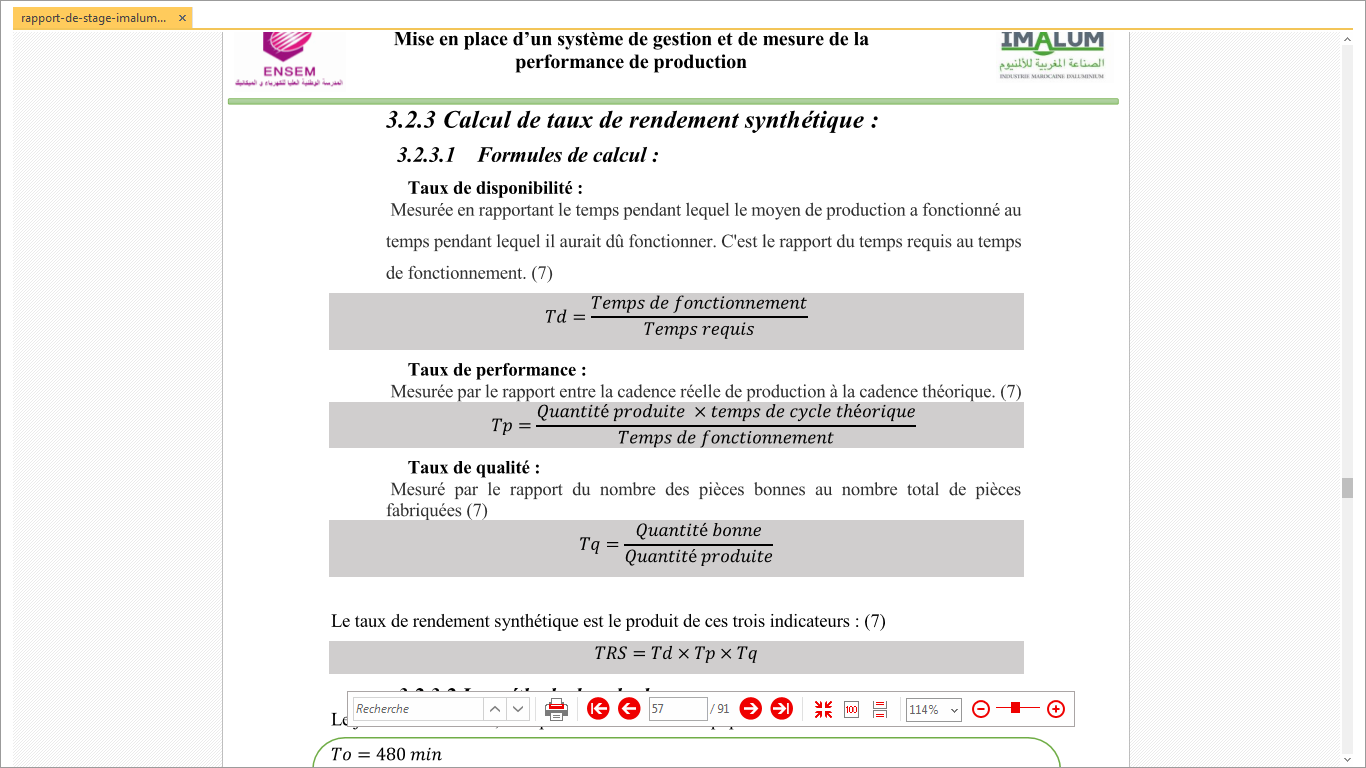 rapport-de-stage-imalum... ×
Mise en place d'un système de gestion et de mesure de la
performance de production
ENSEM
المدرسة الوطنية العليا للكهرباء و الميكانيك
IMALUM
الصناعة المغربية للألنيوم
INDUSTRIE MAROCAINE D'ALUMINIUM
3.2.3 Calcul de taux de rendement synthétique :
3.2.3.1 Formules de calcul :
Taux de disponibilité :
Mesurée en rapportant le temps pendant lequel le moyen de production a fonctionné au
temps pendant lequel il aurait dû fonctionner. C'est le rapport du temps requis au temps
de fonctionnement. (7)
Td = Temps de fonctionnement / Temps requis
Taux de performance :
Mesurée par le rapport entre la cadence réelle de production à la cadence théorique. (7)
Tp = Quantité produite × temps de cycle théorique / Temps de fonctionnement
Taux de qualité :
Mesuré par le rapport du nombre des pièces bonnes au nombre total de pièces
fabriquées (7)
Tq = Quantité bonne / Quantité produite
Le taux de rendement synthétique est le produit de ces trois indicateurs : (7)
TRS = Td × Tp × Tq
Recherche
57 / 91
100
114%
To = 480 min